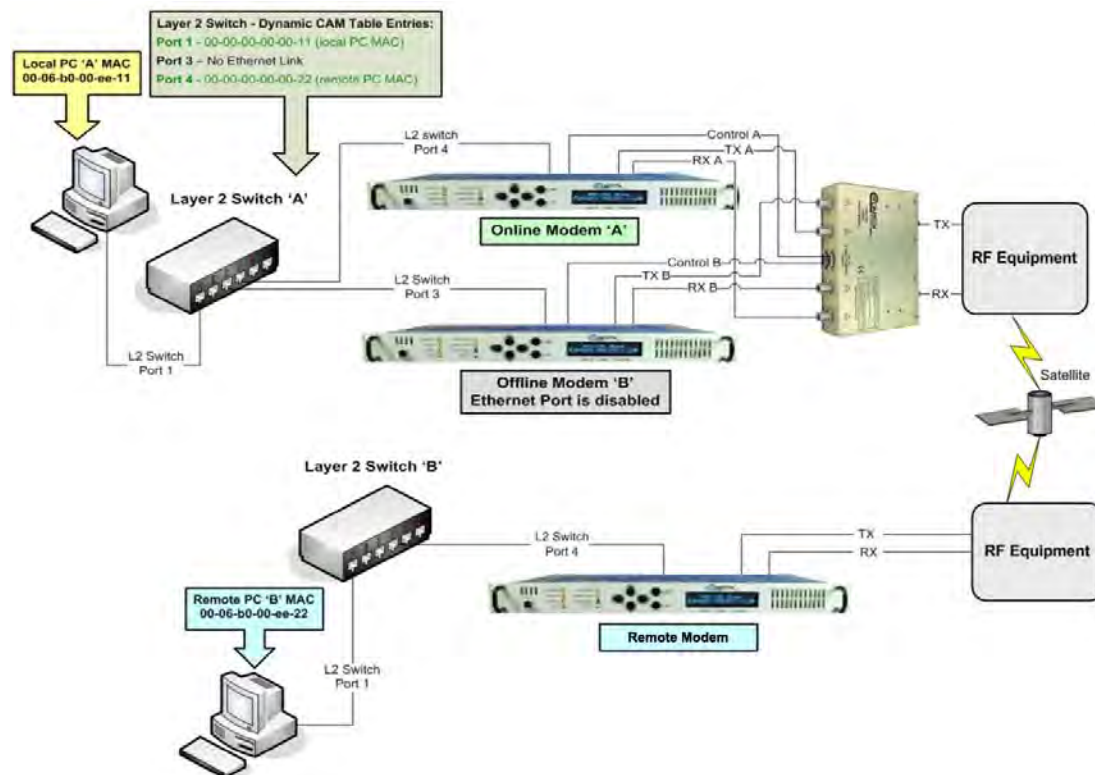 Layer 2 Switch - Dynamic CAM Table Entries:
Port 1 - 00-00-00-00-00-11 (local PC MAC)
Port 3 – No Ethernet Link
Port 4 - 00-00-00-00-00-22 (remote PC MAC)
Local PC 'A' MAC
00-06-b0-00-ee-11
L2 switch
Port 4
Control A
TX A
RX A
Layer 2 Switch 'A'
Online Modem 'A'
TX
RF Equipment
L2 Switch
Port 3
Control B
TX B
RX B
RX
L2 Switch
Port 1
Offline Modem 'B'
Ethernet Port is disabled
Satellite
Layer 2 Switch 'B'
L2 Switch
Port 4
TX
RX
RF Equipment
Remote PC 'B' MAC
00-06-b0-00-ee-22
Remote Modem
L2 Switch
Port 1